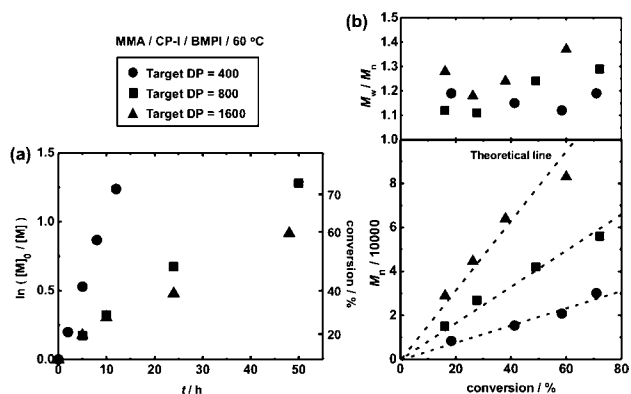 MMA / CP-I / BMPI / 60 °C
Target DP = 400
Target DP = 800
Target DP = 1600
(a)
ln ( [M]0 / [M] )
1.5
1.0
0.5
0.0
0 10 20 30 40 50
t / h
70
60
40
20
conversion / %
(b)
Mw / Mn
1.5
1.4
1.3
1.2
1.1
1.0
Theoretical line
Mn / 10000
8
6
4
2
0
0 20 40 60 80
conversion / %